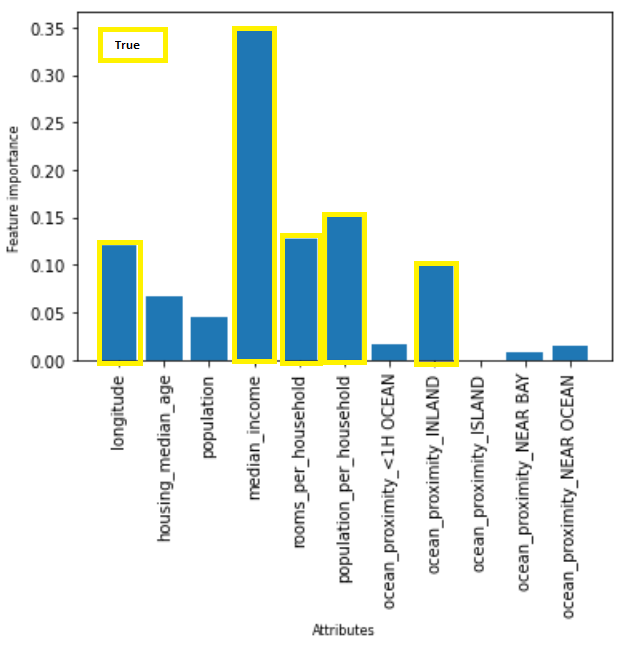 True
0.35
0.30
0.25
0.20
0.15
0.10
0.05
0.00
Feature importance
longitude
housing_median_age
population
median_income
rooms_per_household
population_per_household
ocean_proximity_<1H OCEAN
ocean_proximity_INLAND
ocean_proximity_ISLAND
ocean_proximity_NEAR BAY
ocean_proximity_NEAR OCEAN
Attributes